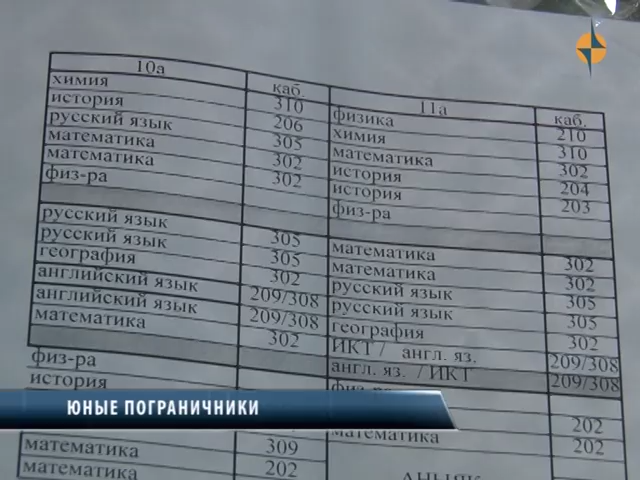 10а каб. 11а каб.
химия 310 физика 210
история 206 химия 310
русский язык 305 математика 302
математика 302 история 204
математика 302 история 203
физ-ра физ-ра
русский язык 305 математика 302
русский язык 305 математика 302
география 302 русский язык 305
английский язык 209/308 русский язык 305
английский язык 209/308 география 302
математика 302 ИКТ / англ. яз. 209/308
англ. яз. / ИКТ 209/308
физ-ра физ-ра
история
202
математика 202
математика 309
математика 202
ЮНЫЕ ПОГРАНИЧНИКИ